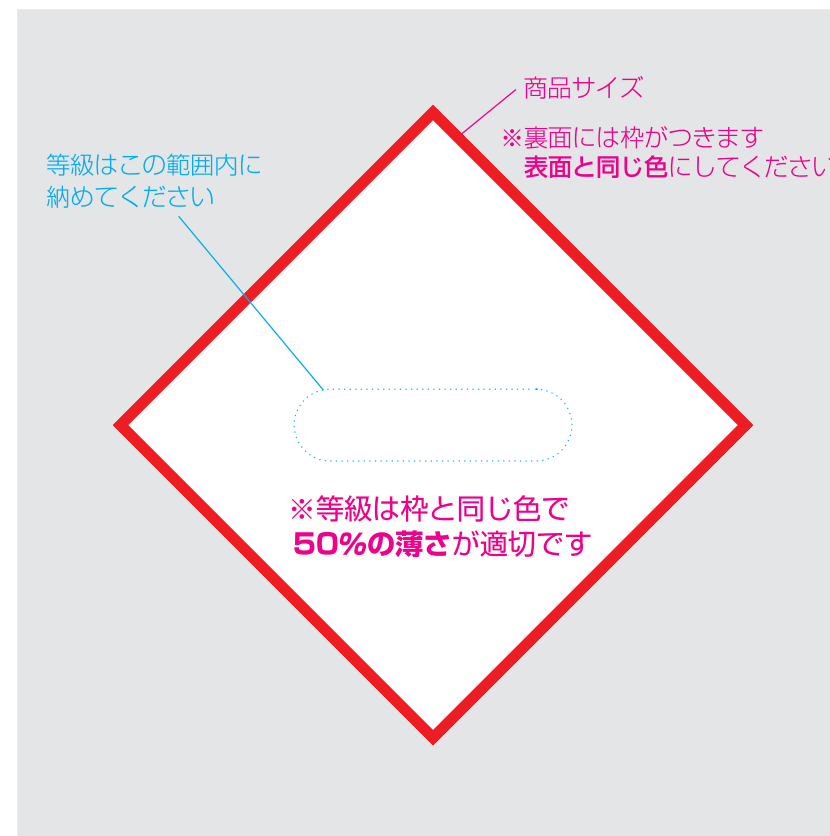 商品サイズ
※裏面には枠がつきます
表面と同じ色にしてください
等級はこの範囲内に
納めてください
※等級は枠と同じ色で
50%の薄さが適切です